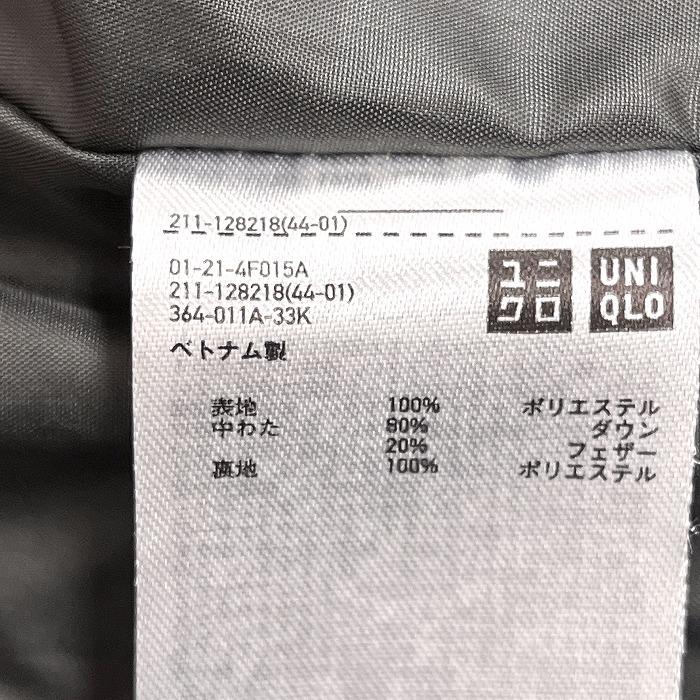 211-128218(44-01)
01-21-4F015A
211-128218(44-01)
364-011A-33K
ベトナム製
ユニ
クロ
UNI
QLO
表地 100% ポリエステル
中わた 80% ダウン
20% フェザー
裏地 100% ポリエステル